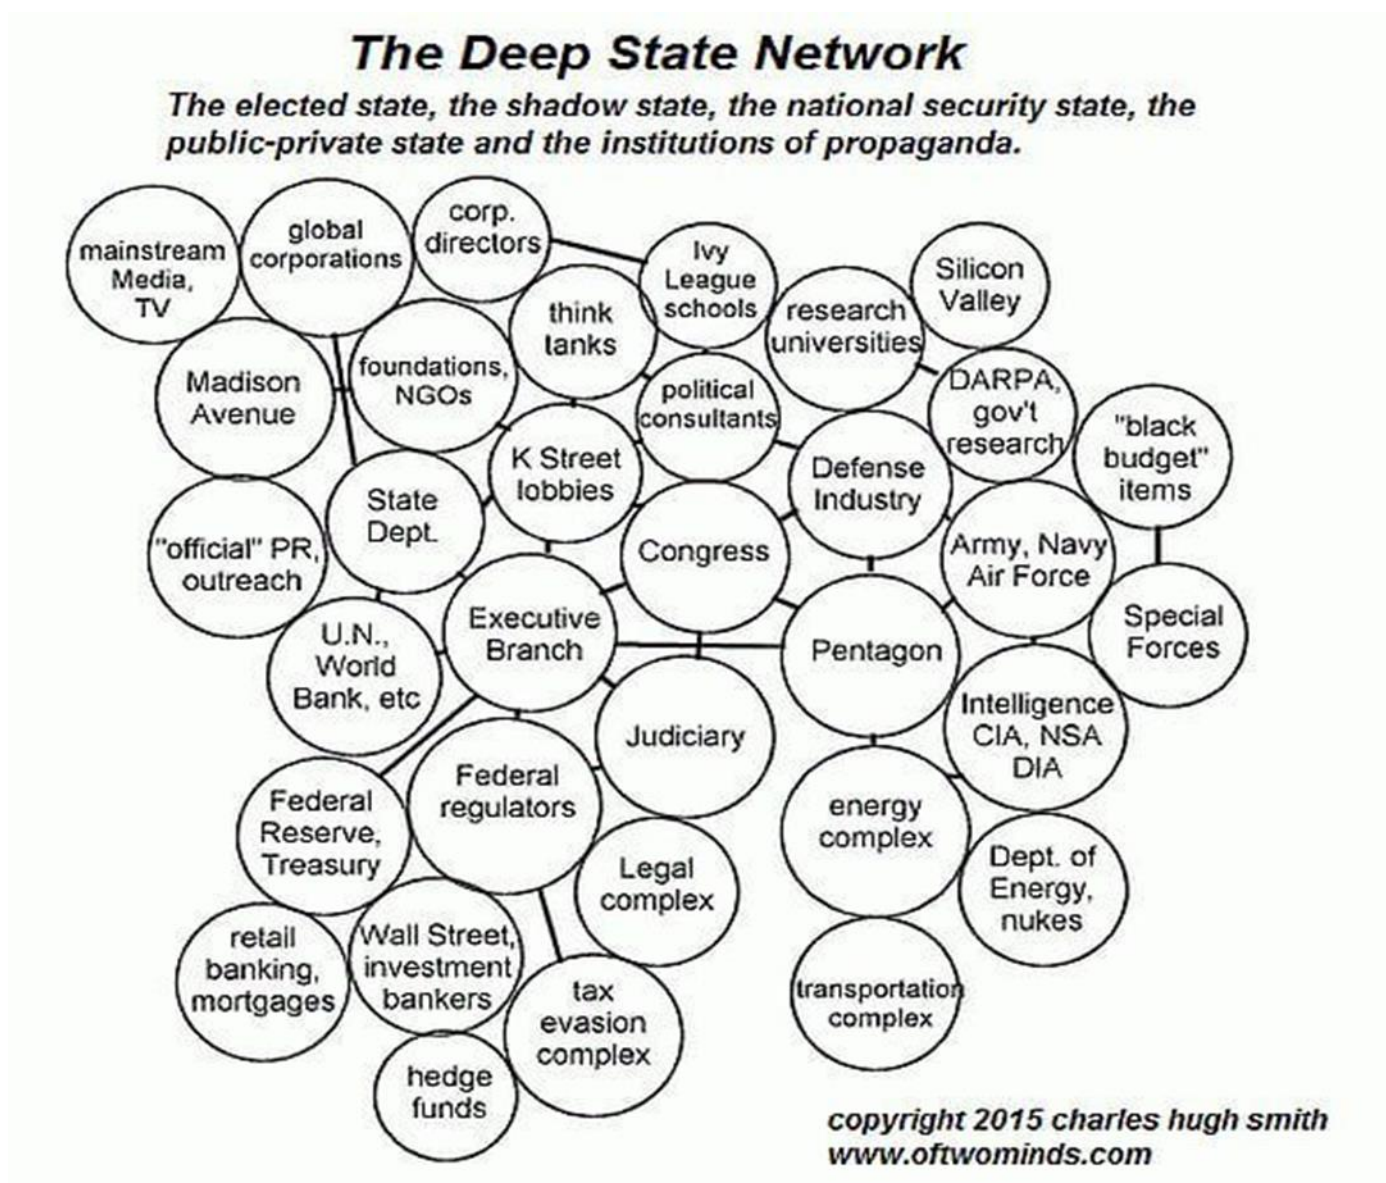 The Deep State Network
The elected state, the shadow state, the national security state, the
public-private state and the institutions of propaganda.
mainstream
Media,
TV
global
corporations
corp.
directors
Ivy
League
schools
Silicon
Valley
think
tanks
research
universities
Madison
Avenue
foundations,
NGOs
political
consultants
DARPA,
gov't
research
"black
budget"
items
K Street
lobbies
Defense
Industry
State
Dept.
"official" PR,
outreach
Congress
Army, Navy
Air Force
Executive
Branch
Pentagon
Special
Forces
U.N.,
World
Bank, etc
Judiciary
Intelligence
CIA, NSA
DIA
Federal
regulators
Federal
Reserve,
Treasury
energy
complex
Legal
complex
Dept. of
Energy,
nukes
retail
banking,
mortgages
Wall Street,
investment
bankers
tax
evasion
complex
transportation
complex
hedge
funds
copyright 2015 charles hugh smith
www.oftwominds.com